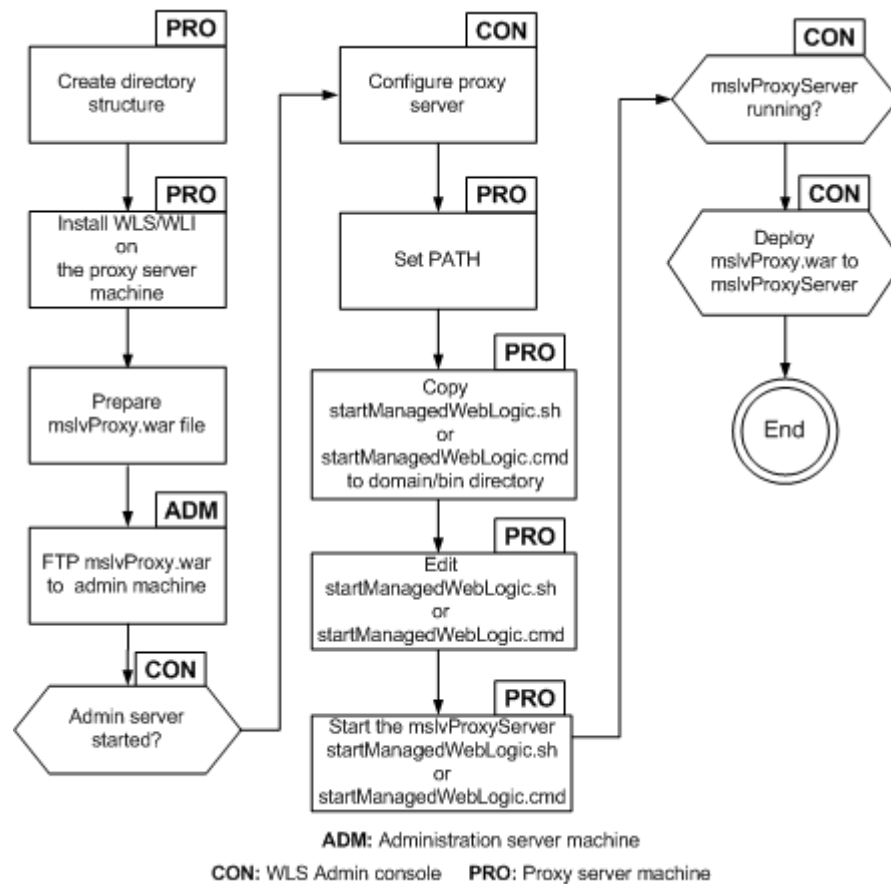 PRO
Create directory
structure
PRO
Install WLS/WLI
on
the proxy server
machine
Prepare
mslvProxy.war file
ADM
FTP mslvProxy.war
to admin machine
CON
Admin server
started?
CON
Configure proxy
server
PRO
Set PATH
PRO
Copy
startManagedWebLogic.sh
or
startManagedWebLogic.cmd
to domain/bin directory
PRO
Edit
startManagedWebLogic.sh
or
startManagedWebLogic.cmd
PRO
Start the mslvProxyServer
startManagedWebLogic.sh
or
startManagedWebLogic.cmd
CON
mslvProxyServer
running?
CON
Deploy
mslvProxy.war to
mslvProxyServer
End
ADM: Administration server machine
CON: WLS Admin console PRO: Proxy server machine